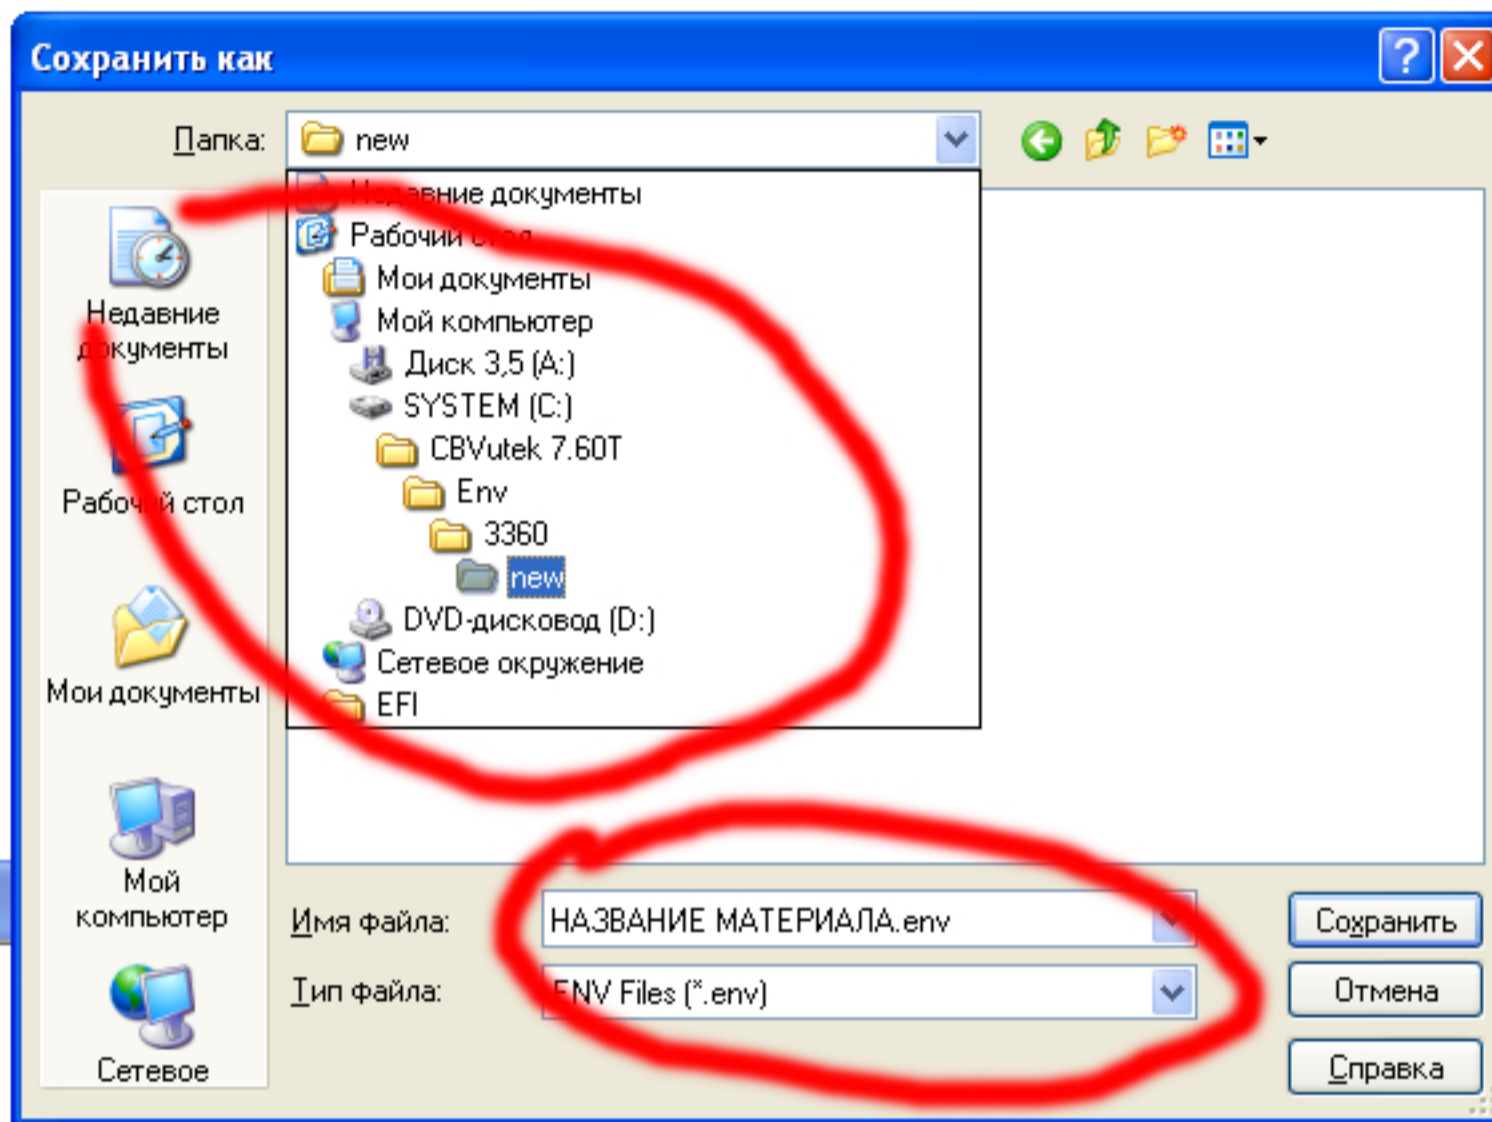 Сохранить как
Папка:
new
Недавние документы
Рабочий стол
Мои документы
Мой компьютер
Диск 3,5 (A:)
SYSTEM (C:)
CBVutek 7.60T
Env
3360
new
DVD-дисковод (D:)
Сетевое окружение
EFI
Недавние
документы
Рабочий стол
Мои документы
Мой
компьютер
Сетевое
Имя файла:
НАЗВАНИЕ МАТЕРИАЛА.env
Сохранить
Тип файла:
ENV Files (*.env)
Отмена
Справка